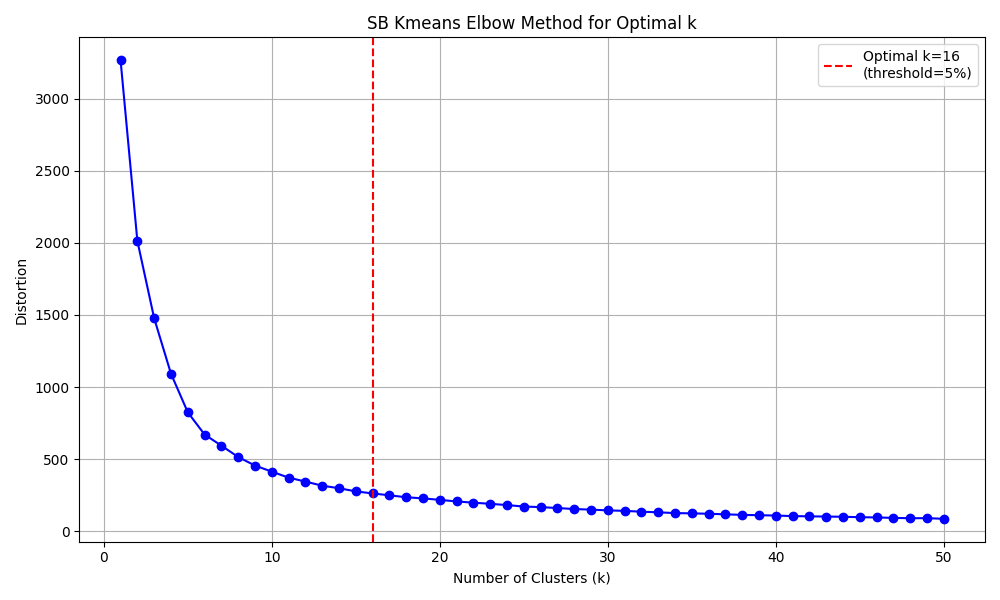 SB Kmeans Elbow Method for Optimal k
Optimal k=16
(threshold=5%)
Distortion
3000
2500
2000
1500
1000
500
0
0 10 20 30 40 50
Number of Clusters (k)